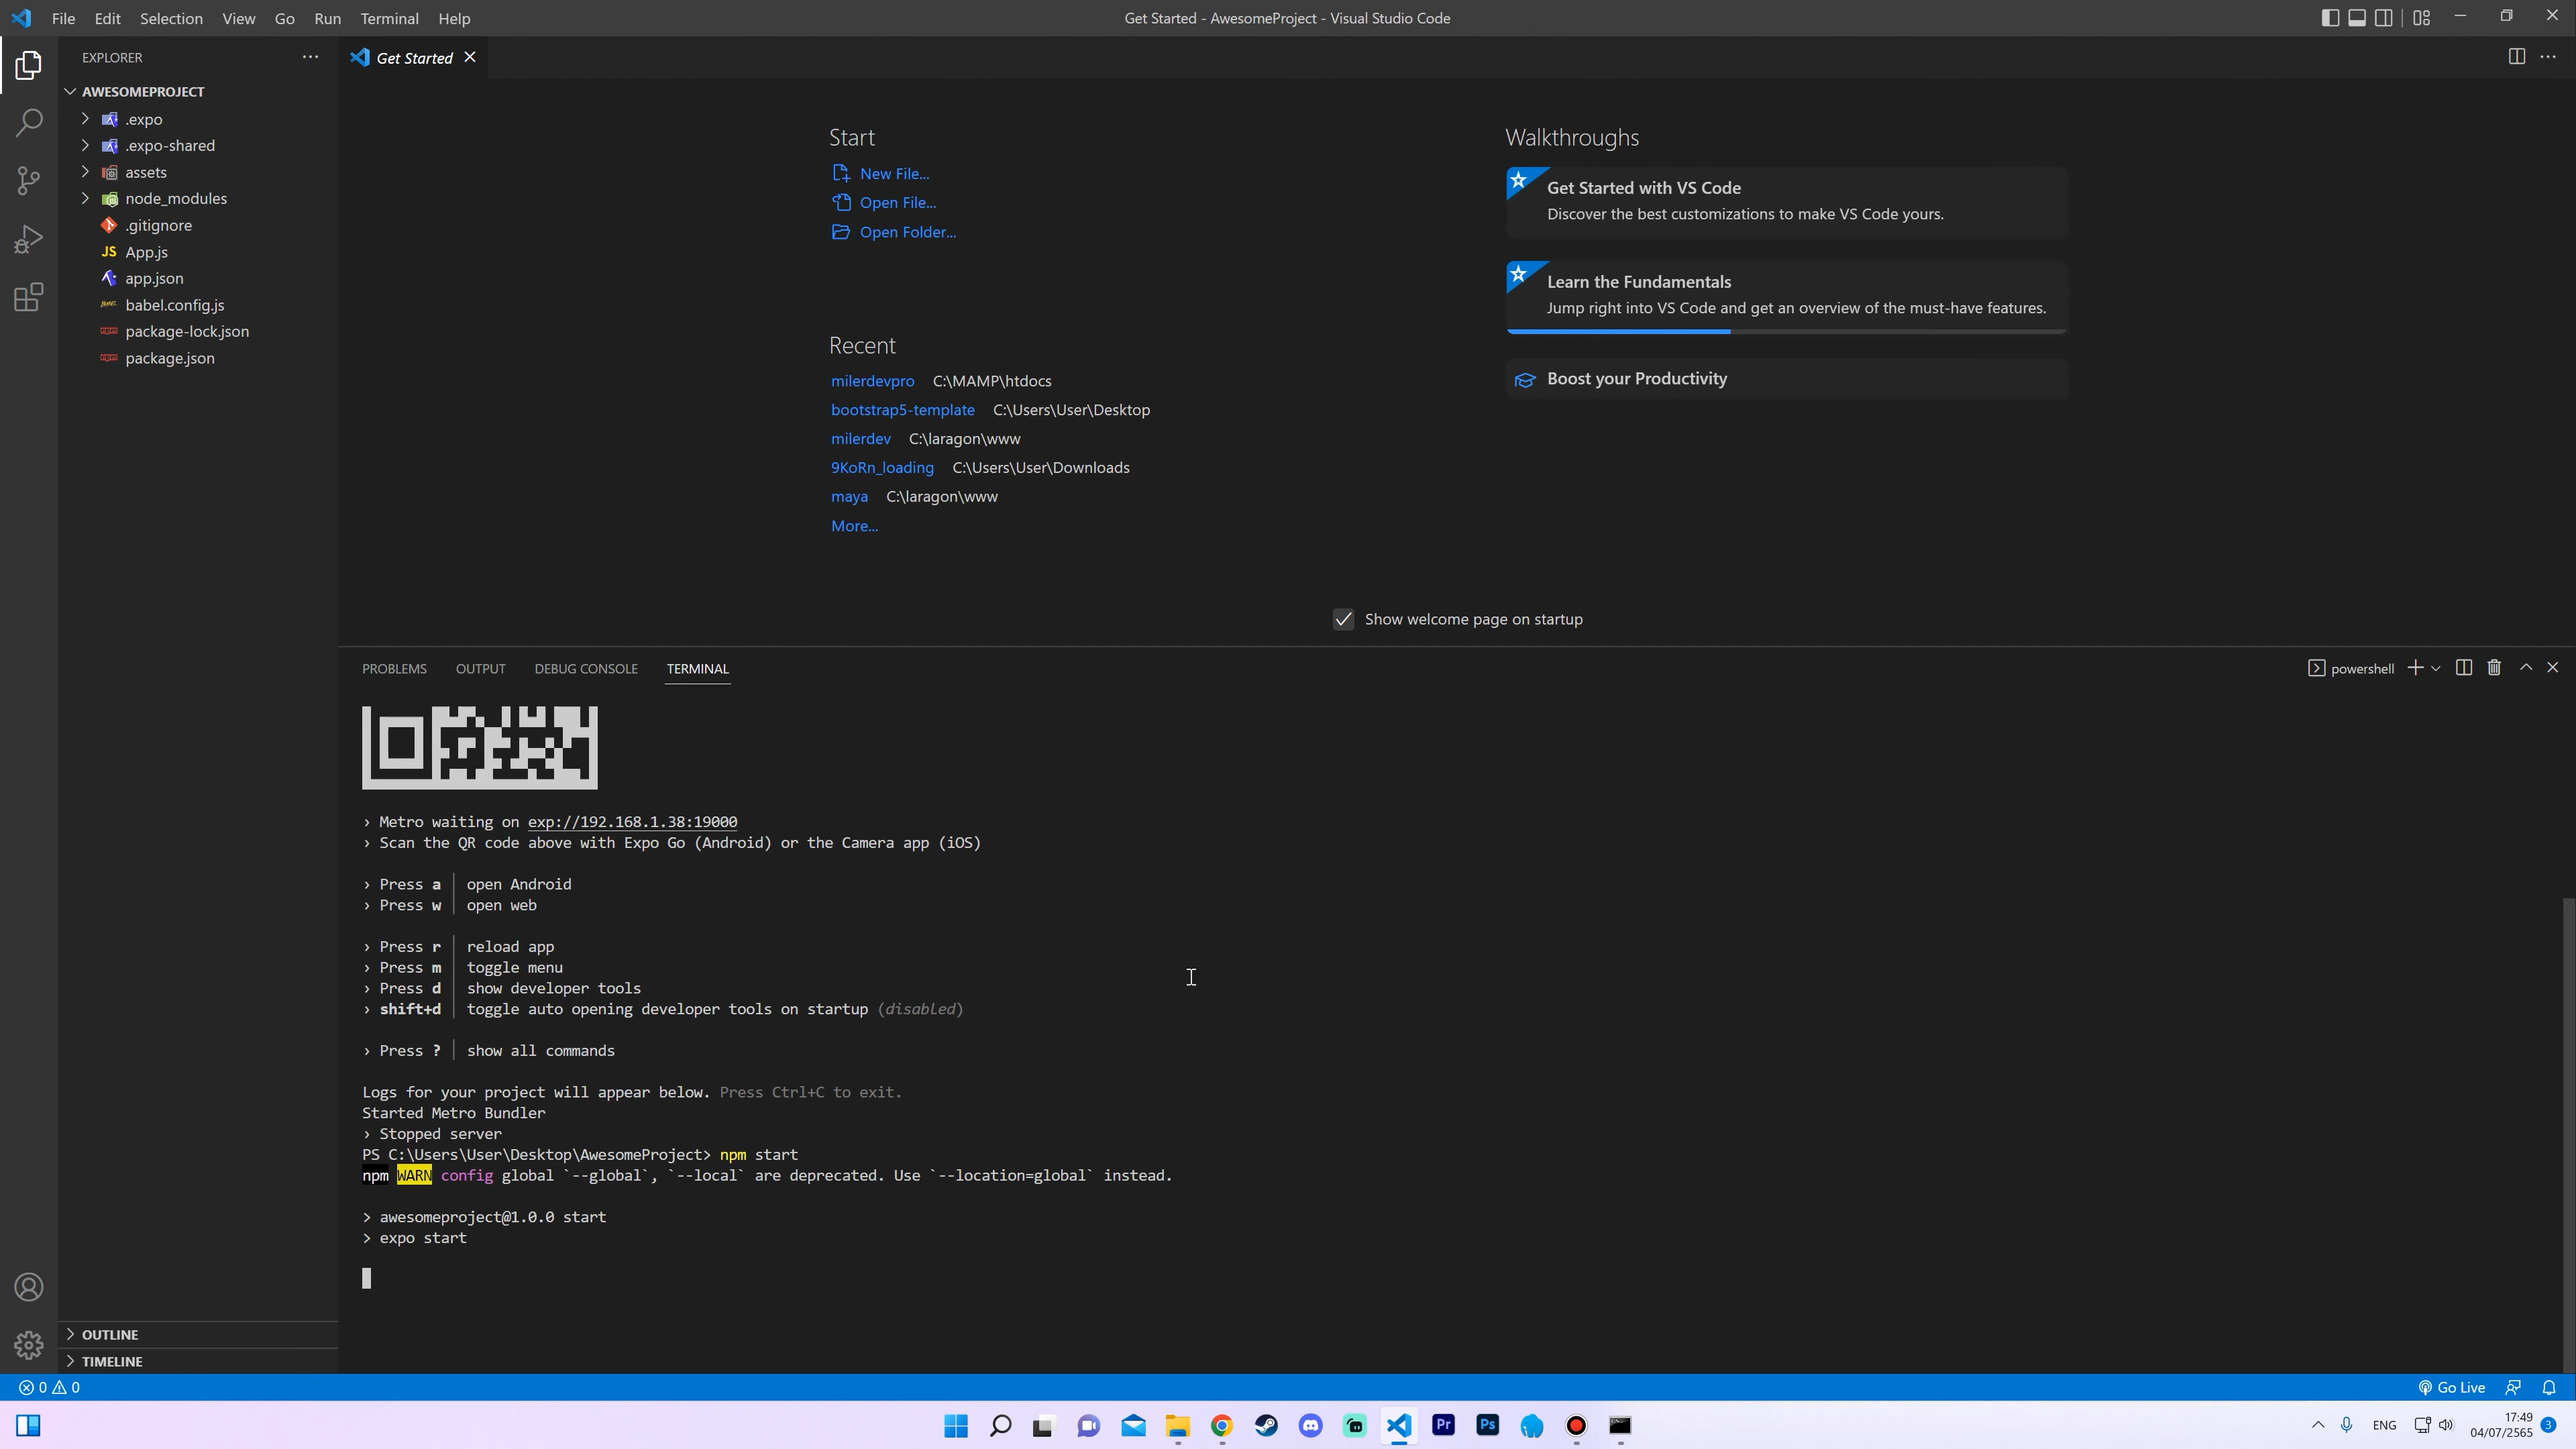 File Edit Selection View Go Run Terminal Help
Get Started - AwesomeProject - Visual Studio Code
EXPLORER
AWESOMEPROJECT
.expo
.expo-shared
assets
node_modules
.gitignore
JS App.js
app.json
babel.config.js
package-lock.json
package.json
OUTLINE
TIMELINE
Get Started
Start
New File...
Open File...
Open Folder...
Recent
milerdevpro C:\MAMP\htdocs
bootstrap5-template C:\Users\User\Desktop
milerdev C:\laragon\www
9KoRn_loading C:\Users\User\Downloads
maya C:\laragon\www
More...
Walkthroughs
Get Started with VS Code
Discover the best customizations to make VS Code yours.
Learn the Fundamentals
Jump right into VS Code and get an overview of the must-have features.
Boost your Productivity
Show welcome page on startup
PROBLEMS OUTPUT DEBUG CONSOLE TERMINAL
powershell
› Metro waiting on exp://192.168.1.38:19000
› Scan the QR code above with Expo Go (Android) or the Camera app (iOS)
› Press a │ open Android
› Press w │ open web
› Press r │ reload app
› Press m │ toggle menu
› Press d │ show developer tools
› shift+d │ toggle auto opening developer tools on startup (disabled)
› Press ? │ show all commands
Logs for your project will appear below. Press Ctrl+C to exit.
Started Metro Bundler
› Stopped server
PS C:\Users\User\Desktop\AwesomeProject> npm start
npm WARN config global `--global`, `--local` are deprecated. Use `--location=global` instead.
> awesomeproject@1.0.0 start
> expo start
0 0
Go Live
Pr
Ps
ENG
17:49
04/07/2565
3